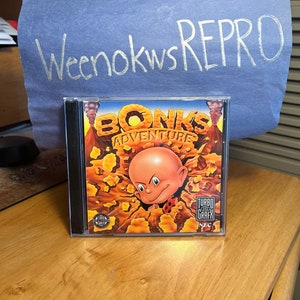 WeenokwsREPRO
BONK'S
ADVENTURE
TURBO
GRAFX